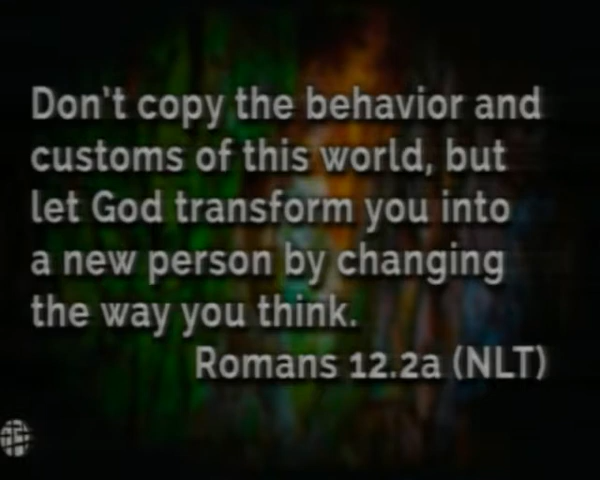 Don't copy the behavior and
customs of this world, but
let God transform you into
a new person by changing
the way you think.
Romans 12.2a (NLT)